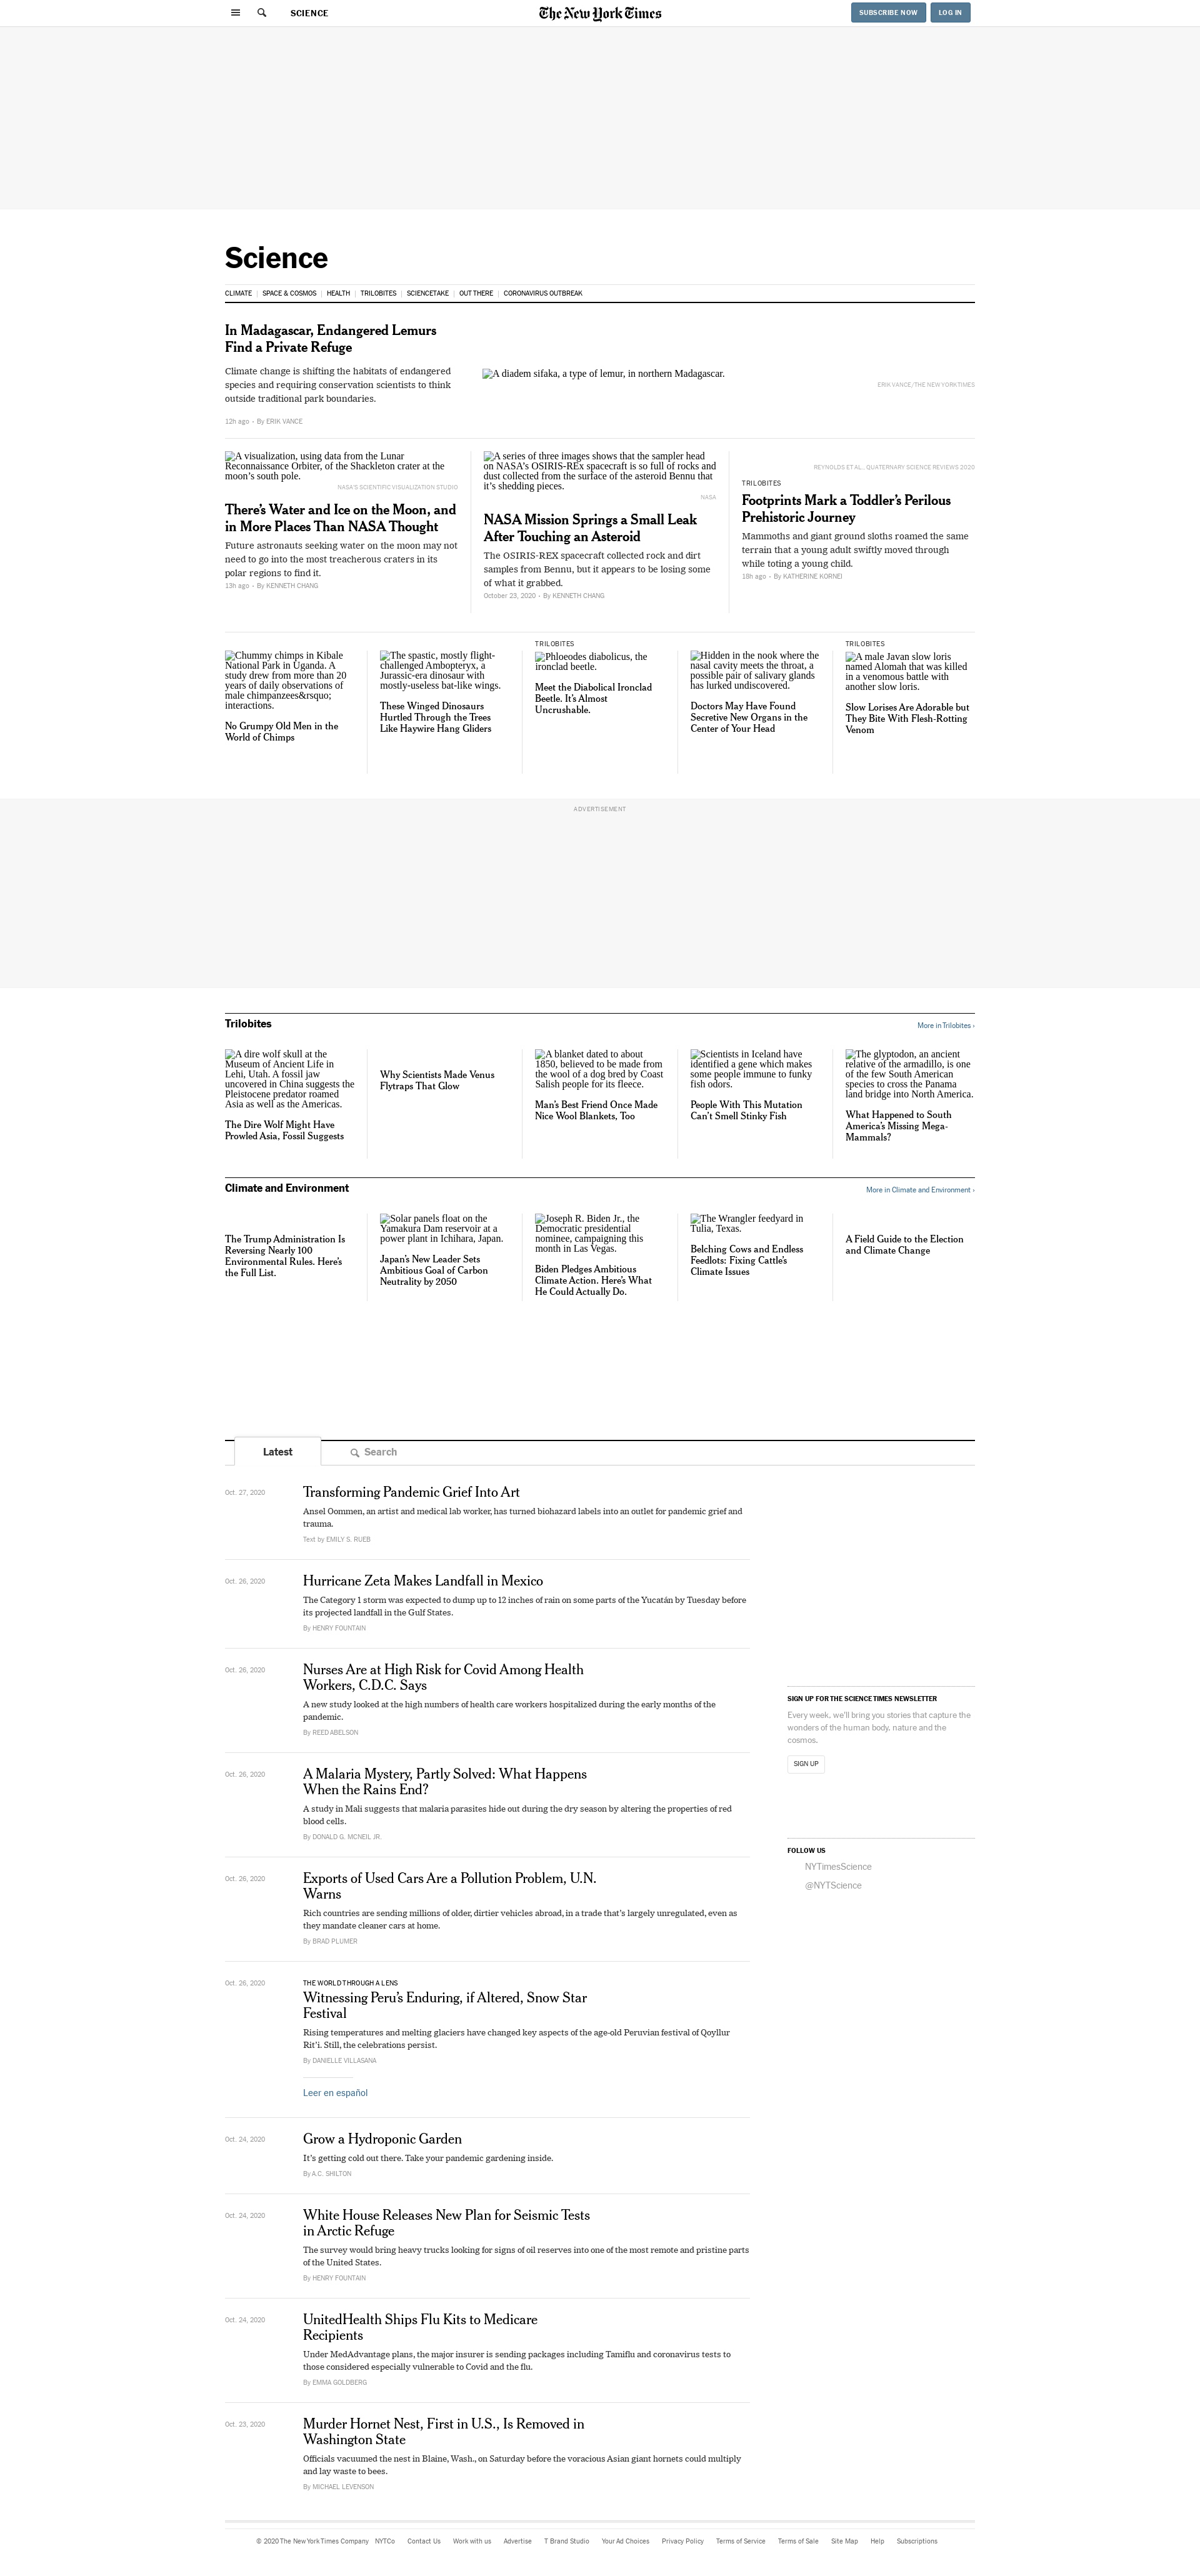 SCIENCE
The New York Times
SUBSCRIBE NOW
LOG IN
Science
CLIMATE | SPACE & COSMOS | HEALTH | TRILOBITES | SCIENCETAKE | OUT THERE | CORONAVIRUS OUTBREAK
In Madagascar, Endangered Lemurs
Find a Private Refuge
Climate change is shifting the habitats of endangered
species and requiring conservation scientists to think
outside traditional park boundaries.
12h ago • By ERIK VANCE
A diadem sifaka, a type of lemur, in northern Madagascar.
ERIK VANCE/THE NEW YORK TIMES
A visualization, using data from the Lunar
Reconnaissance Orbiter, of the Shackleton crater at the
moon's south pole.
NASA'S SCIENTIFIC VISUALIZATION STUDIO
There's Water and Ice on the Moon, and
in More Places Than NASA Thought
Future astronauts seeking water on the moon may not
need to go into the most treacherous craters in its
polar regions to find it.
13h ago • By KENNETH CHANG
A series of three images shows that the sampler head
on NASA's OSIRIS-REx spacecraft is so full of rocks and
dust collected from the surface of the asteroid Bennu that
it's shedding pieces.
NASA
NASA Mission Springs a Small Leak
After Touching an Asteroid
The OSIRIS-REX spacecraft collected rock and dirt
samples from Bennu, but it appears to be losing some
of what it grabbed.
October 23, 2020 • By KENNETH CHANG
REYNOLDS ET AL., QUATERNARY SCIENCE REVIEWS 2020
TRILOBITES
Footprints Mark a Toddler's Perilous
Prehistoric Journey
Mammoths and giant ground sloths roamed the same
terrain that a young adult swiftly moved through
while toting a young child.
18h ago • By KATHERINE KORNEI
Chummy chimps in Kibale
National Park in Uganda. A
study drew from more than 20
years of daily observations of
male chimpanzees&rsquo;
interactions.
No Grumpy Old Men in the
World of Chimps
The spastic, mostly flight-
challenged Ambopteryx, a
Jurassic-era dinosaur with
mostly-useless bat-like wings.
These Winged Dinosaurs
Hurtled Through the Trees
Like Haywire Hang Gliders
TRILOBITES
Phloeodes diabolicus, the
ironclad beetle.
Meet the Diabolical Ironclad
Beetle. It's Almost
Uncrushable.
Hidden in the nook where the
nasal cavity meets the throat, a
possible pair of salivary glands
has lurked undiscovered.
Doctors May Have Found
Secretive New Organs in the
Center of Your Head
TRILOBITES
A male Javan slow loris
named Alomah that was killed
in a venomous battle with
another slow loris.
Slow Lorises Are Adorable but
They Bite With Flesh-Rotting
Venom
ADVERTISEMENT
Trilobites
More in Trilobites ›
A dire wolf skull at the
Museum of Ancient Life in
Lehi, Utah. A fossil jaw
uncovered in China suggests the
Pleistocene predator roamed
Asia as well as the Americas.
The Dire Wolf Might Have
Prowled Asia, Fossil Suggests
Why Scientists Made Venus
Flytraps That Glow
A blanket dated to about
1850, believed to be made from
the wool of a dog bred by Coast
Salish people for its fleece.
Man's Best Friend Once Made
Nice Wool Blankets, Too
Scientists in Iceland have
identified a gene which makes
some people immune to funky
fish odors.
People With This Mutation
Can't Smell Stinky Fish
The glyptodon, an ancient
relative of the armadillo, is one
of the few South American
species to cross the Panama
land bridge into North America.
What Happened to South
America's Missing Mega-
Mammals?
Climate and Environment
More in Climate and Environment ›
The Trump Administration Is
Reversing Nearly 100
Environmental Rules. Here's
the Full List.
Solar panels float on the
Yamakura Dam reservoir at a
power plant in Ichihara, Japan.
Japan's New Leader Sets
Ambitious Goal of Carbon
Neutrality by 2050
Joseph R. Biden Jr., the
Democratic presidential
nominee, campaigning this
month in Las Vegas.
Biden Pledges Ambitious
Climate Action. Here's What
He Could Actually Do.
The Wrangler feedyard in
Tulia, Texas.
Belching Cows and Endless
Feedlots: Fixing Cattle's
Climate Issues
A Field Guide to the Election
and Climate Change
Latest
Search
Oct. 27, 2020
Transforming Pandemic Grief Into Art
Ansel Oommen, an artist and medical lab worker, has turned biohazard labels into an outlet for pandemic grief and
trauma.
Text by EMILY S. RUEB
Oct. 26, 2020
Hurricane Zeta Makes Landfall in Mexico
The Category 1 storm was expected to dump up to 12 inches of rain on some parts of the Yucatán by Tuesday before
its projected landfall in the Gulf States.
By HENRY FOUNTAIN
Oct. 26, 2020
Nurses Are at High Risk for Covid Among Health
Workers, C.D.C. Says
A new study looked at the high numbers of health care workers hospitalized during the early months of the
pandemic.
By REED ABELSON
Oct. 26, 2020
A Malaria Mystery, Partly Solved: What Happens
When the Rains End?
A study in Mali suggests that malaria parasites hide out during the dry season by altering the properties of red
blood cells.
By DONALD G. MCNEIL JR.
Oct. 26, 2020
Exports of Used Cars Are a Pollution Problem, U.N.
Warns
Rich countries are sending millions of older, dirtier vehicles abroad, in a trade that's largely unregulated, even as
they mandate cleaner cars at home.
By BRAD PLUMER
Oct. 26, 2020
THE WORLD THROUGH A LENS
Witnessing Peru's Enduring, if Altered, Snow Star
Festival
Rising temperatures and melting glaciers have changed key aspects of the age-old Peruvian festival of Qoyllur
Rit'i. Still, the celebrations persist.
By DANIELLE VILLASANA
Leer en español
Oct. 24, 2020
Grow a Hydroponic Garden
It's getting cold out there. Take your pandemic gardening inside.
By A.C. SHILTON
Oct. 24, 2020
White House Releases New Plan for Seismic Tests
in Arctic Refuge
The survey would bring heavy trucks looking for signs of oil reserves into one of the most remote and pristine parts
of the United States.
By HENRY FOUNTAIN
Oct. 24, 2020
UnitedHealth Ships Flu Kits to Medicare
Recipients
Under MedAdvantage plans, the major insurer is sending packages including Tamiflu and coronavirus tests to
those considered especially vulnerable to Covid and the flu.
By EMMA GOLDBERG
Oct. 23, 2020
Murder Hornet Nest, First in U.S., Is Removed in
Washington State
Officials vacuumed the nest in Blaine, Wash., on Saturday before the voracious Asian giant hornets could multiply
and lay waste to bees.
By MICHAEL LEVENSON
SIGN UP FOR THE SCIENCE TIMES NEWSLETTER
Every week, we'll bring you stories that capture the
wonders of the human body, nature and the
cosmos.
SIGN UP
FOLLOW US
NYTimesScience
@NYTScience
© 2020 The New York Times Company NYTCo Contact Us Work with us Advertise T Brand Studio Your Ad Choices Privacy Policy Terms of Service Terms of Sale Site Map Help Subscriptions